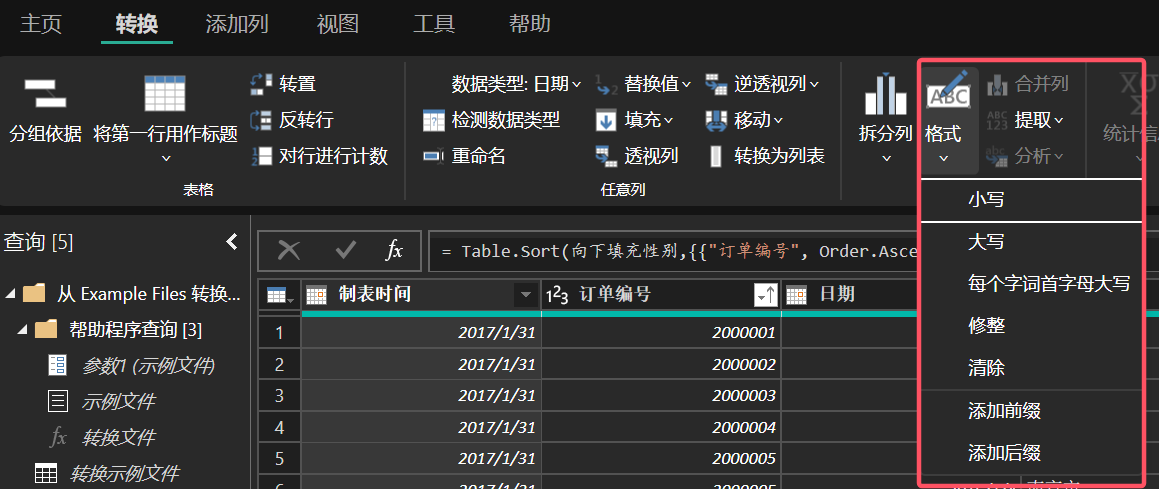 主页 转换 添加列 视图 工具 帮助
分组依据 将第一行用作标题
转置
反转行
对行进行计数
表格
数据类型: 日期 替换值 逆透视列
检测数据类型 填充 移动
重命名 透视列 转换为列表
任意列
拆分列 格式
ABC
合并列
ABC 123 提取
abc 分析
XO
Σ
统计信
小写
大写
每个字词首字母大写
修整
清除
添加前缀
添加后缀
查询 [5]
fx = Table.Sort(向下填充性别,{{"订单编号", Order.Asce
从 Example Files 转换...
帮助程序查询 [3]
参数1 (示例文件)
示例文件
fx 转换文件
转换示例文件
制表时间 123 订单编号 日期
1 2017/1/31 2000001
2 2017/1/31 2000002
3 2017/1/31 2000003
4 2017/1/31 2000004
5 2017/1/31 2000005